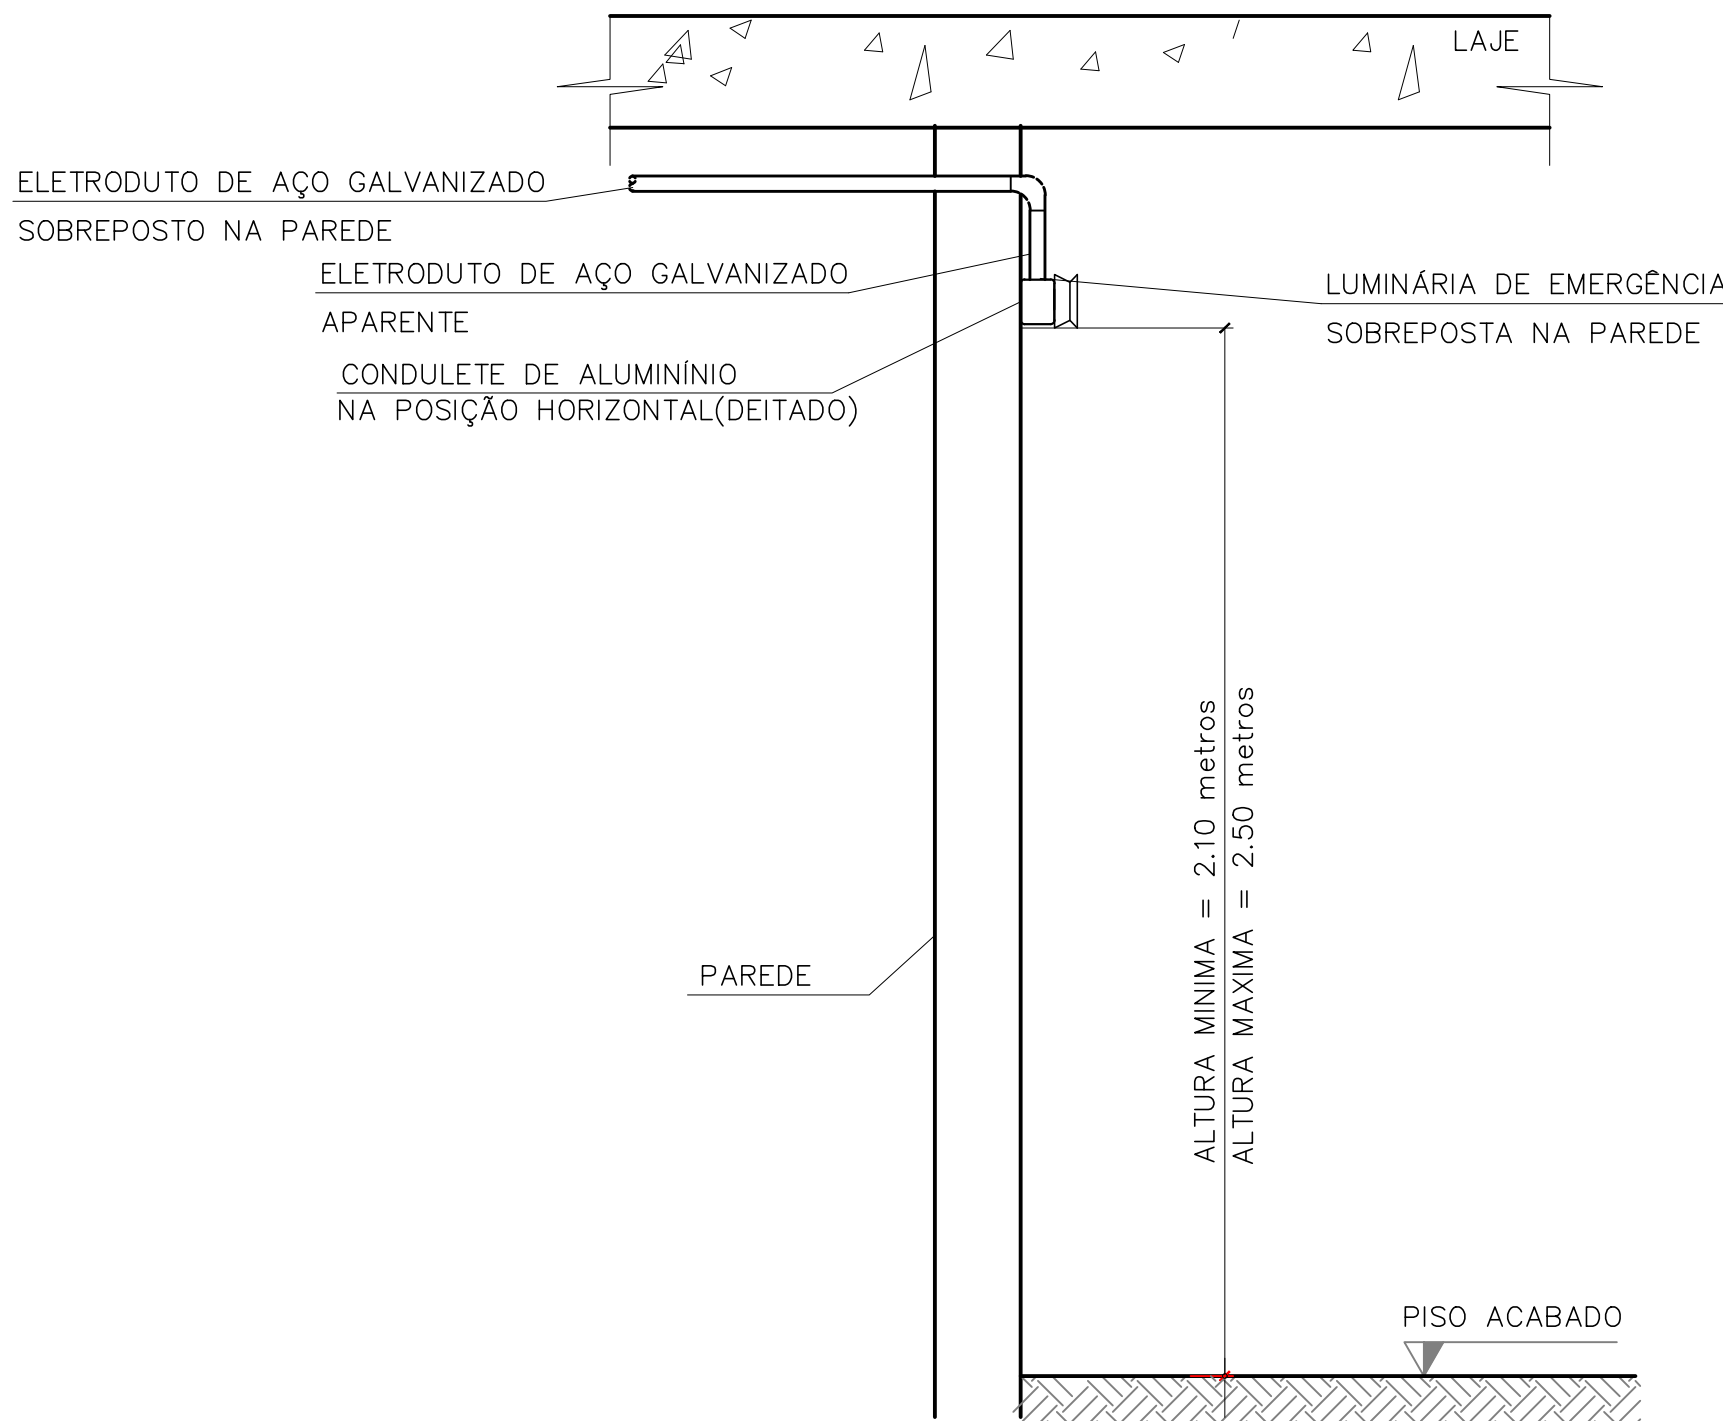 LAJE
ELETRODUTO DE AÇO GALVANIZADO
SOBREPOSTO NA PAREDE
ELETRODUTO DE AÇO GALVANIZADO
APARENTE
LUMINÁRIA DE EMERGÊNCIA
SOBREPOSTA NA PAREDE
CONDULETE DE ALUMINÍNIO
NA POSIÇÃO HORIZONTAL(DEITADO)
ALTURA MINIMA = 2.10 metros
ALTURA MAXIMA = 2.50 metros
PAREDE
PISO ACABADO